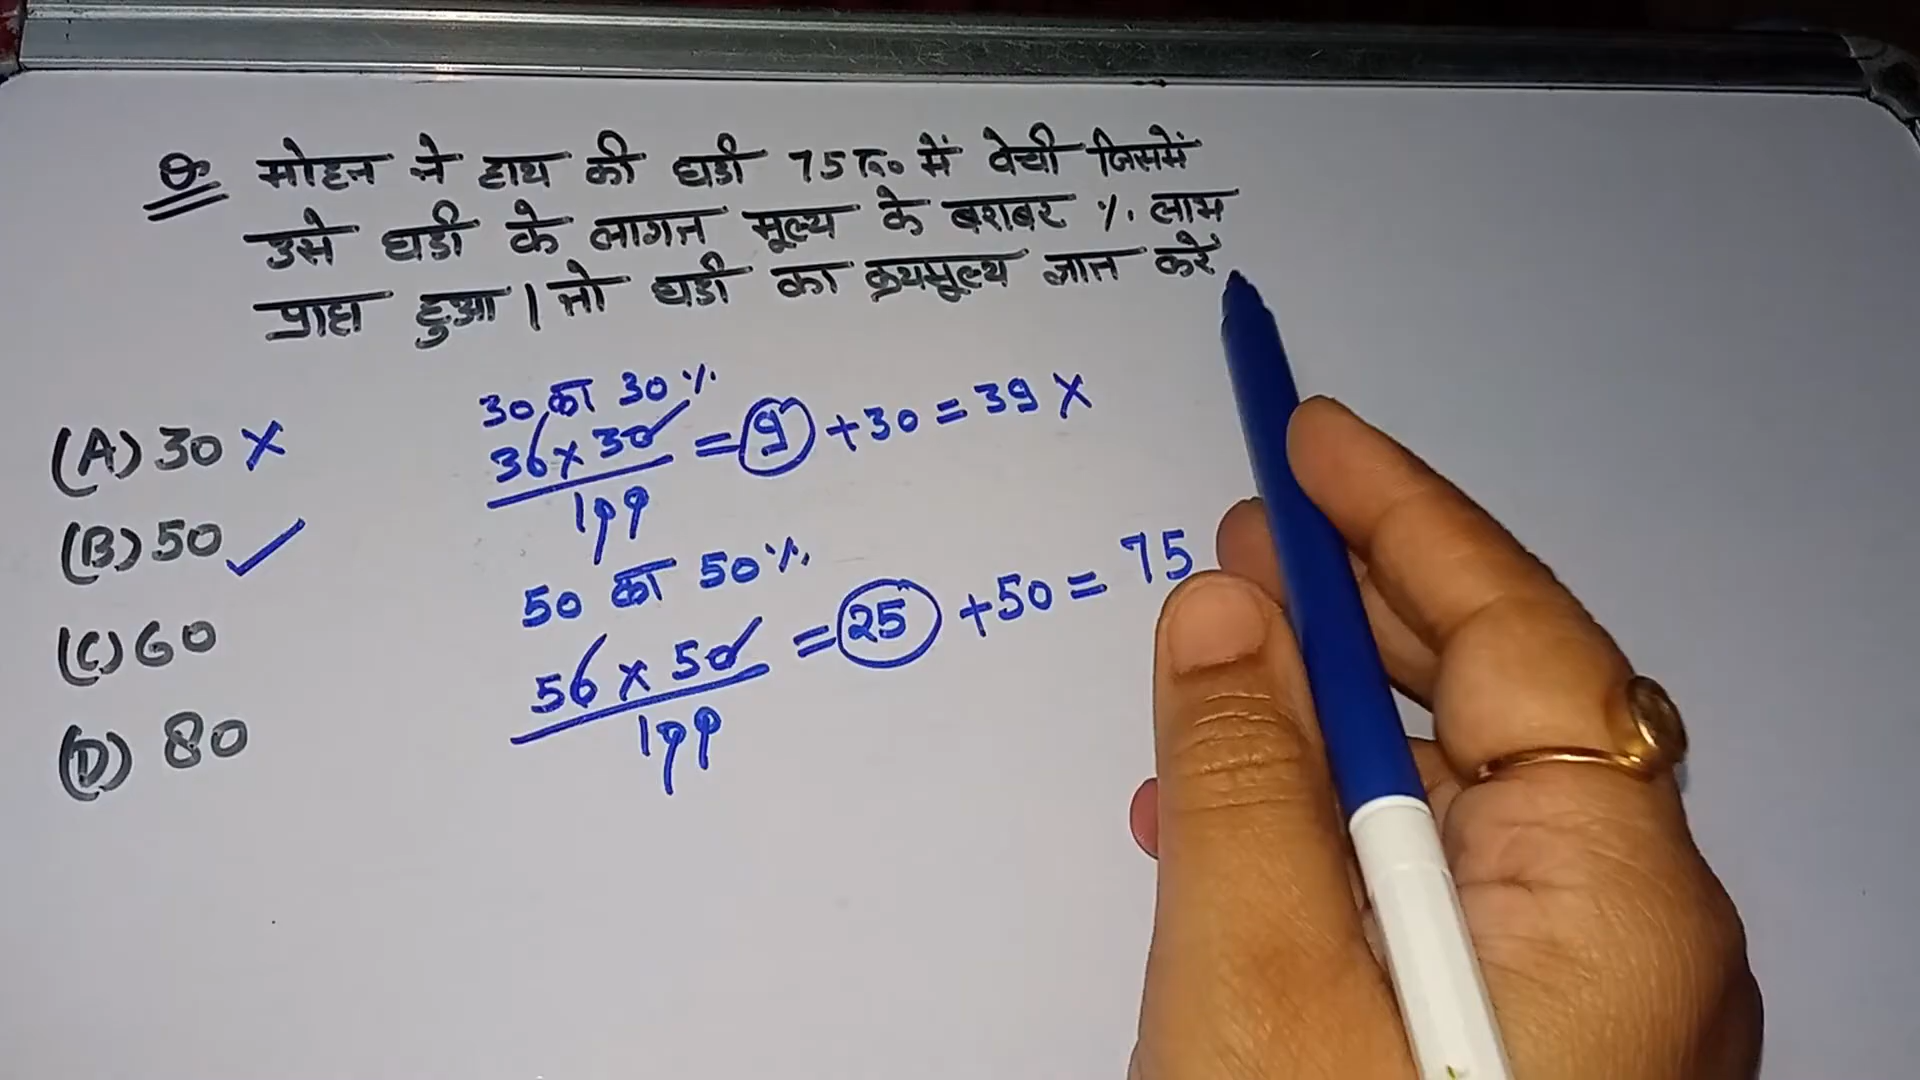 Q मोहन ने हाथ की घडी 75 रु० में बेची जिसमें
उसे घडी के लागत मूल्य के बराबर % लाभ
प्राप्त हुआ। तो घडी का क्रयमूल्य ज्ञात करें
(A) 30 ×
(B) 50 ✓
(C) 60
(D) 80
30 का 30%
30 × 30 = 9 + 30 = 39 ×
100
50 का 50%
50 × 50 = 25 + 50 = 75
100